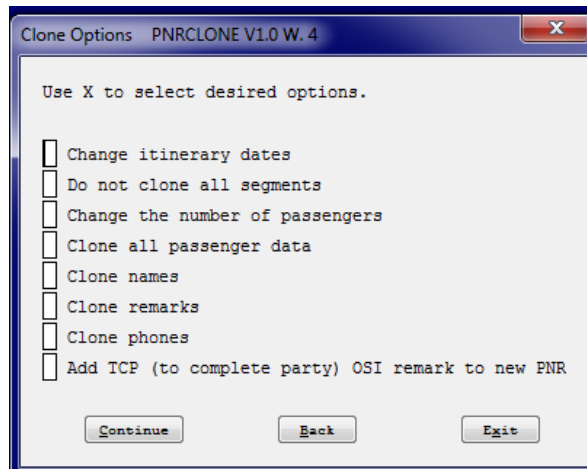 Clone Options PNRCLONE V1.0 W. 4
X
Use X to select desired options.
Change itinerary dates
Do not clone all segments
Change the number of passengers
Clone all passenger data
Clone names
Clone remarks
Clone phones
Add TCP (to complete party) OSI remark to new PNR
Continue Back Exit